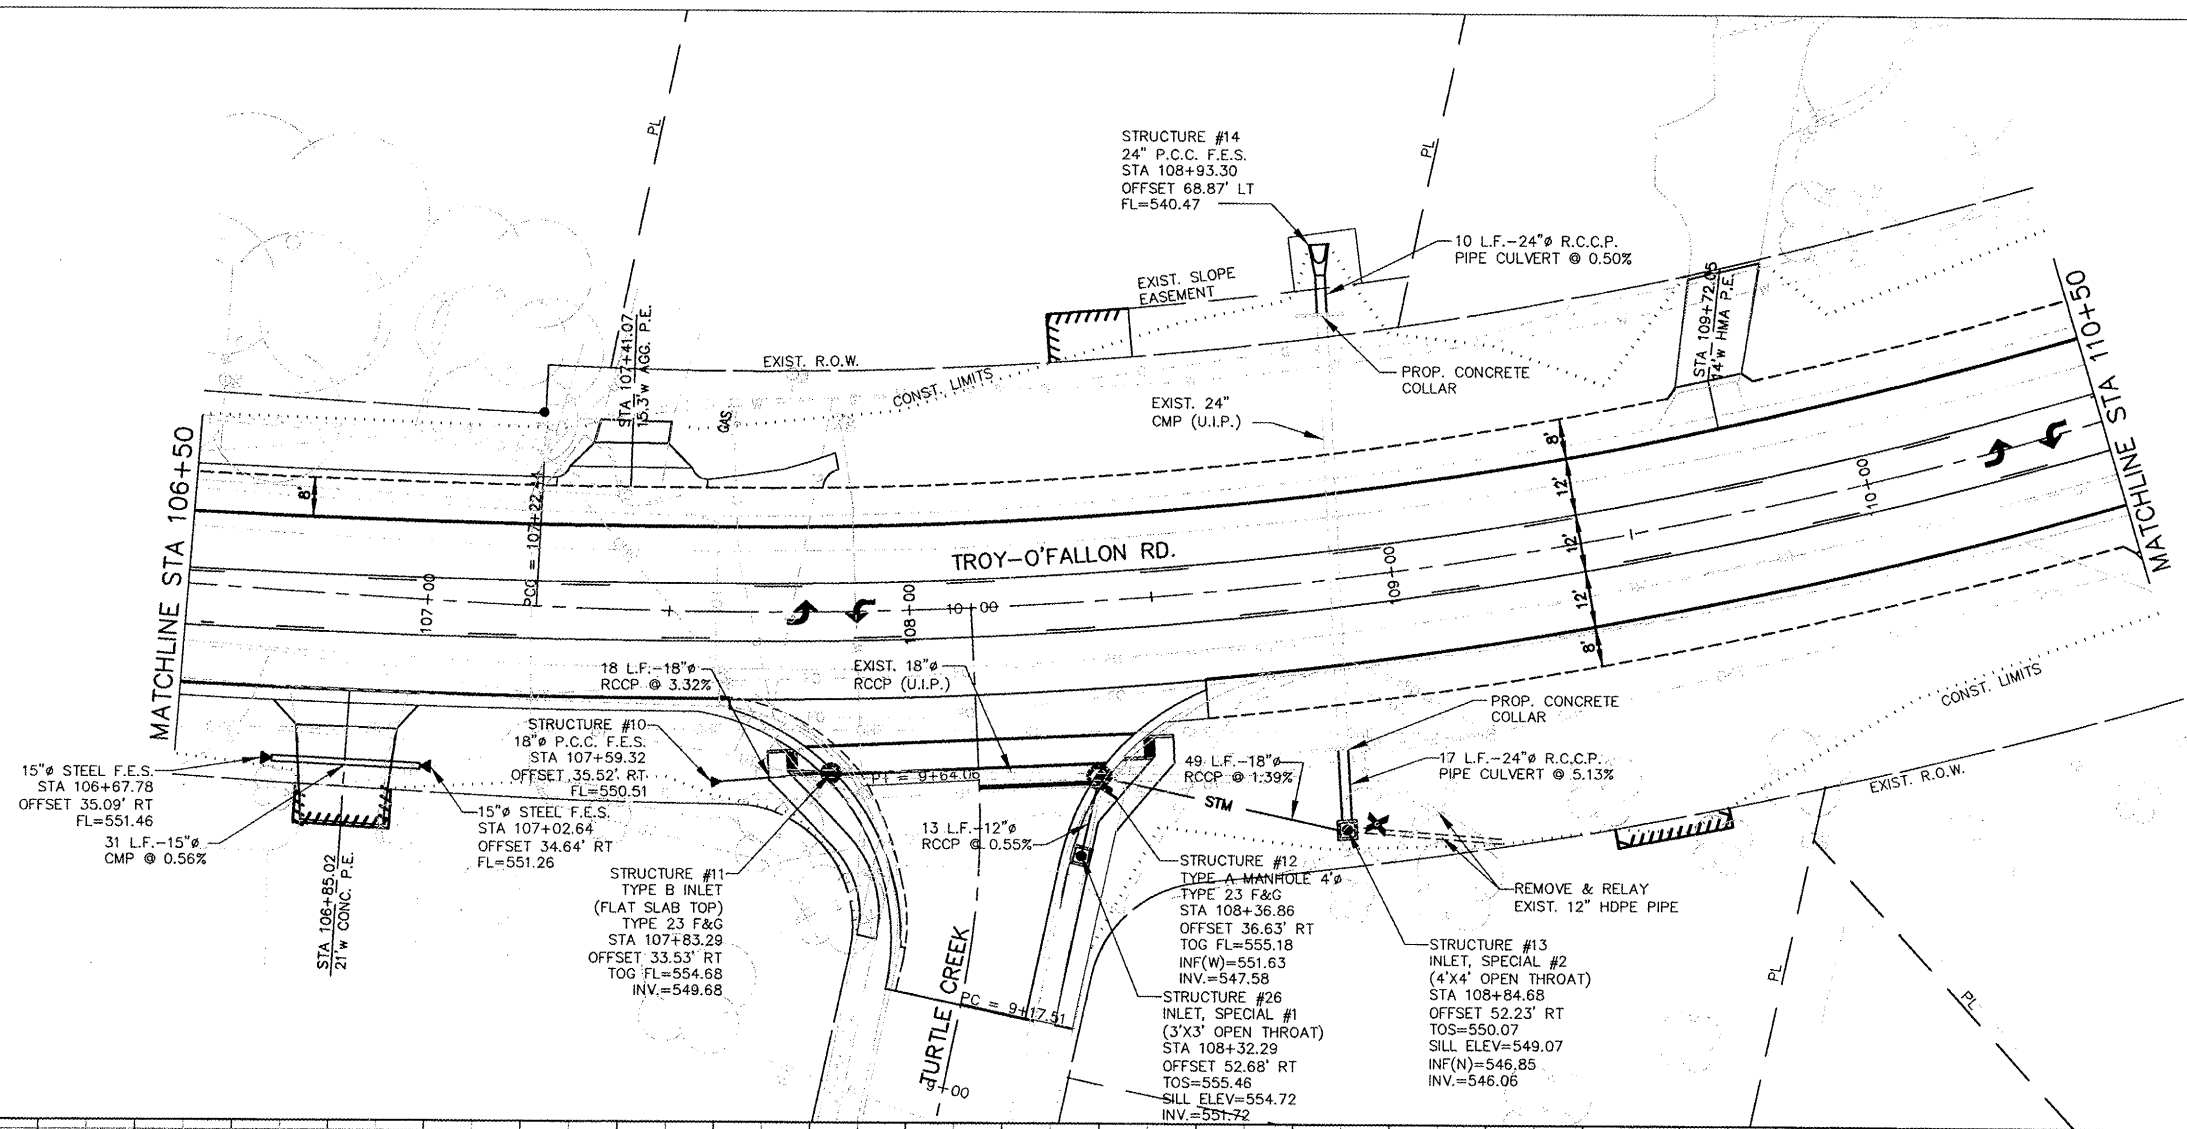 STRUCTURE #14
24" P.C.C. F.E.S.
STA 108+93.30
OFFSET 68.87' LT
FL=540.47
PL
PL
10 L.F.-24"ø R.C.C.P.
PIPE CULVERT @ 0.50%
EXIST. SLOPE
EASEMENT
STA 107+41.07
15.3'w AGG. P.E.
EXIST. R.O.W.
CONST. LIMITS
GAS
PROP. CONCRETE
COLLAR
EXIST. 24"
CMP (U.I.P.)
STA 109+72.05
14'w HMA P.E.
MATCHLINE STA 110+50
MATCHLINE STA 106+50
8'
8'
12'
12'
12'
8'
TROY-O'FALLON RD.
107+00
108+00
10+00
109+00
110+00
18 L.F.-18"ø
RCCP @ 3.32%
EXIST. 18"ø
RCCP (U.I.P.)
STRUCTURE #10
18"ø P.C.C. F.E.S.
STA 107+59.32
OFFSET 35.52' RT
FL=550.51
PT = 9+64.06
49 L.F.-18"ø
RCCP @ 1.39%
STM
PROP. CONCRETE
COLLAR
17 L.F.-24"ø R.C.C.P.
PIPE CULVERT @ 5.13%
CONST. LIMITS
EXIST. R.O.W.
15"ø STEEL F.E.S.
STA 106+67.78
OFFSET 35.09' RT
FL=551.46
31 L.F.-15"ø
CMP @ 0.56%
15"ø STEEL F.E.S.
STA 107+02.64
OFFSET 34.64' RT
FL=551.26
STA 106+85.02
21'w CONC. P.E.
13 L.F.-12"ø
RCCP @ 0.55%
STRUCTURE #11
TYPE B INLET
(FLAT SLAB TOP)
TYPE 23 F&G
STA 107+83.29
OFFSET 33.53' RT
TOG FL=554.68
INV.=549.68
STRUCTURE #12
TYPE A MANHOLE 4'ø
TYPE 23 F&G
STA 108+36.86
OFFSET 36.63' RT
TOG FL=555.18
INF(W)=551.63
INV.=547.58
REMOVE & RELAY
EXIST. 12" HDPE PIPE
STRUCTURE #13
INLET, SPECIAL #2
(4'X4' OPEN THROAT)
STA 108+84.68
OFFSET 52.23' RT
TOS=550.07
SILL ELEV=549.07
INF(N)=546.85
INV.=546.06
STRUCTURE #26
INLET, SPECIAL #1
(3'X3' OPEN THROAT)
STA 108+32.29
OFFSET 52.68' RT
TOS=555.46
SILL ELEV=554.72
INV.=551.72
PC = 9+17.51
TURTLE CREEK
9+00
PL
PL